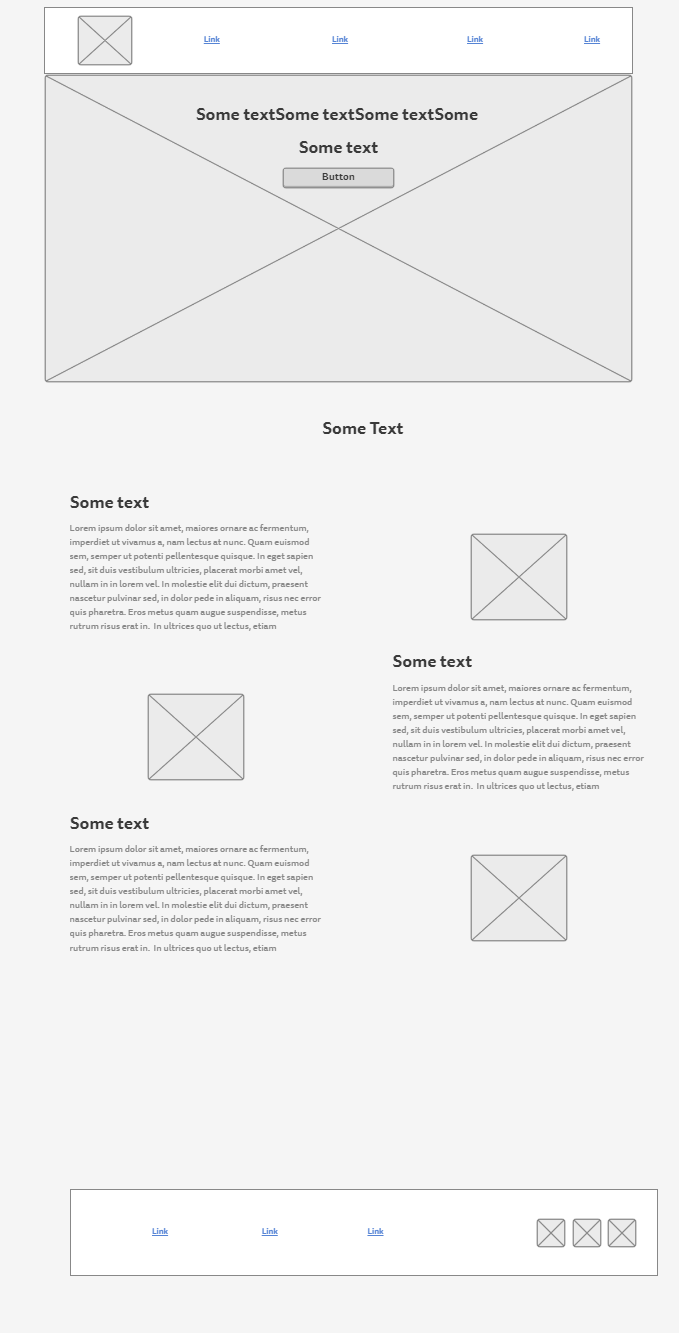 Link Link Link Link
Some textSome textSome textSome
Some text
Button
Some Text
Some text
Lorem ipsum dolor sit amet, maiores ornare ac fermentum,
imperdiet ut vivamus a, nam lectus at nunc. Quam euismod
sem, semper ut potenti pellentesque quisque. In eget sapien
sed, sit duis vestibulum ultricies, placerat morbi amet vel,
nullam in in lorem vel. In molestie elit dui dictum, praesent
nascetur pulvinar sed, in dolor pede in aliquam, risus nec error
quis pharetra. Eros metus quam augue suspendisse, metus
rutrum risus erat in.  In ultrices quo ut lectus, etiam
Some text
Lorem ipsum dolor sit amet, maiores ornare ac fermentum,
imperdiet ut vivamus a, nam lectus at nunc. Quam euismod
sem, semper ut potenti pellentesque quisque. In eget sapien
sed, sit duis vestibulum ultricies, placerat morbi amet vel,
nullam in in lorem vel. In molestie elit dui dictum, praesent
nascetur pulvinar sed, in dolor pede in aliquam, risus nec error
quis pharetra. Eros metus quam augue suspendisse, metus
rutrum risus erat in.  In ultrices quo ut lectus, etiam
Some text
Lorem ipsum dolor sit amet, maiores ornare ac fermentum,
imperdiet ut vivamus a, nam lectus at nunc. Quam euismod
sem, semper ut potenti pellentesque quisque. In eget sapien
sed, sit duis vestibulum ultricies, placerat morbi amet vel,
nullam in in lorem vel. In molestie elit dui dictum, praesent
nascetur pulvinar sed, in dolor pede in aliquam, risus nec error
quis pharetra. Eros metus quam augue suspendisse, metus
rutrum risus erat in.  In ultrices quo ut lectus, etiam
Link Link Link